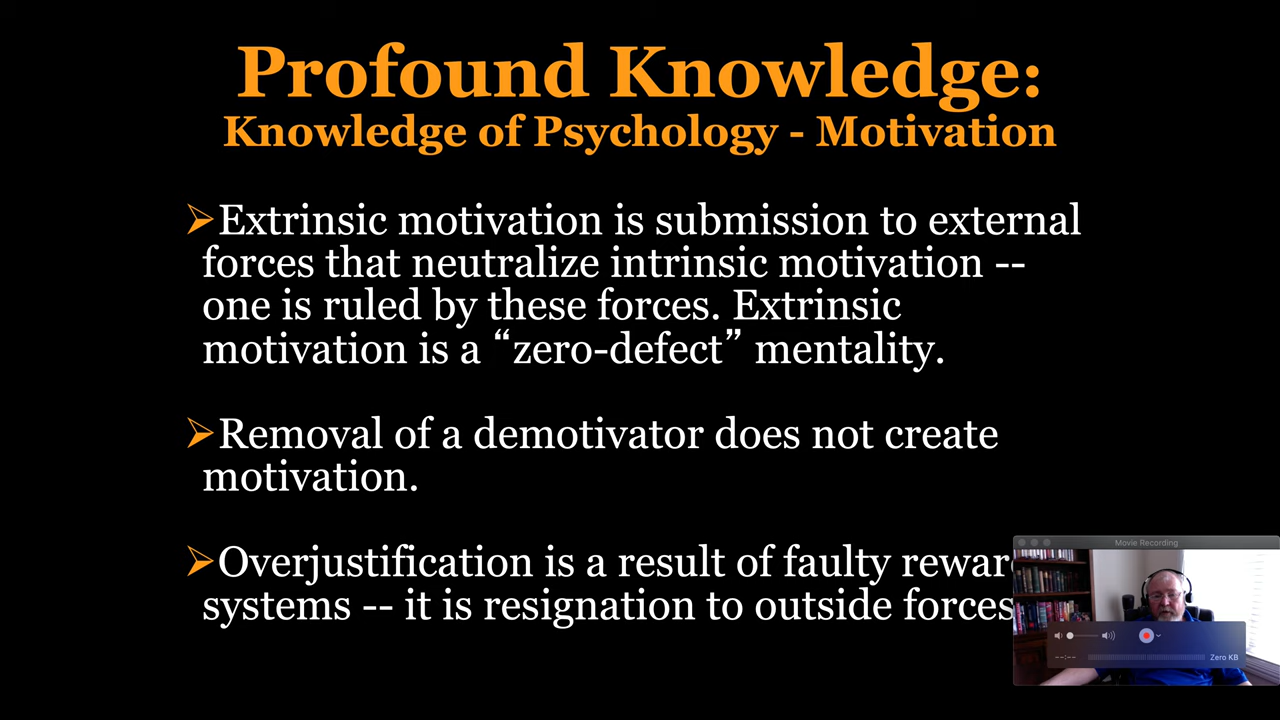 Profound Knowledge:
Knowledge of Psychology - Motivation
Extrinsic motivation is submission to external
forces that neutralize intrinsic motivation --
one is ruled by these forces. Extrinsic
motivation is a “zero-defect” mentality.
Removal of a demotivator does not create
motivation.
Overjustification is a result of faulty
systems -- it is resignation to outside forces
Movie Recording
--:--
Zero KB